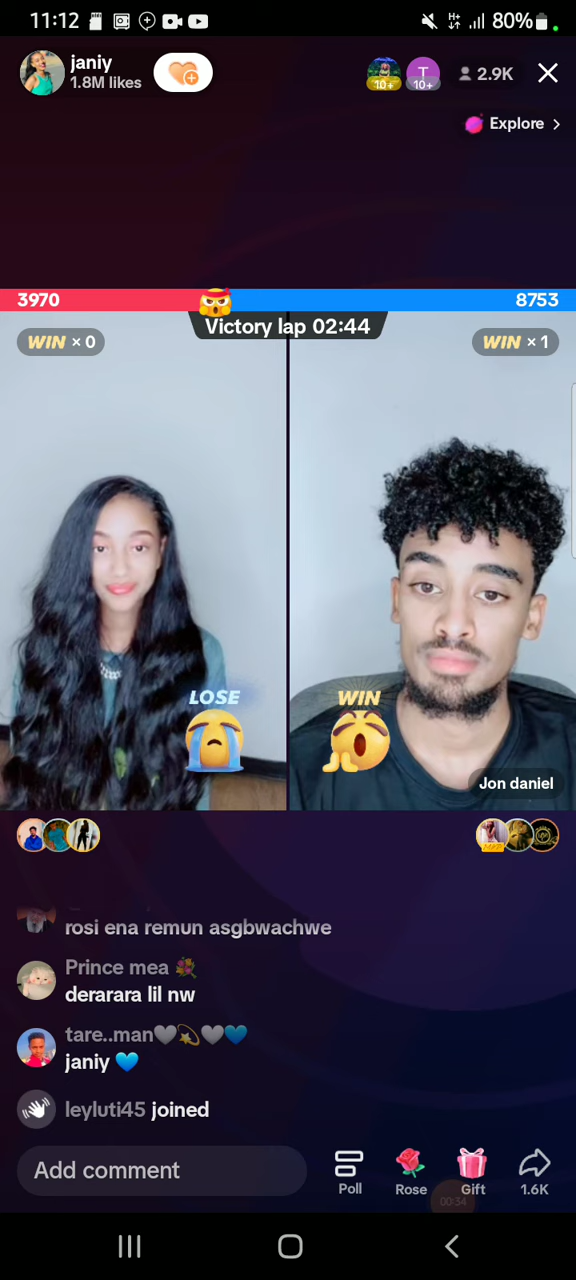 11:12
80%
janiy
1.8M likes
10+
T
10+
2.9K
Explore
3970
8753
Victory lap 02:44
WIN × 0
WIN × 1
LOSE
WIN
Jon daniel
rosi ena remun asgbwachwe
Prince mea 💐
derarara lil nw
tare..man🩶💫🩶💙
janiy 💙
leyluti45 joined
Add comment
Poll
Rose
Gift
1.6K
00:34